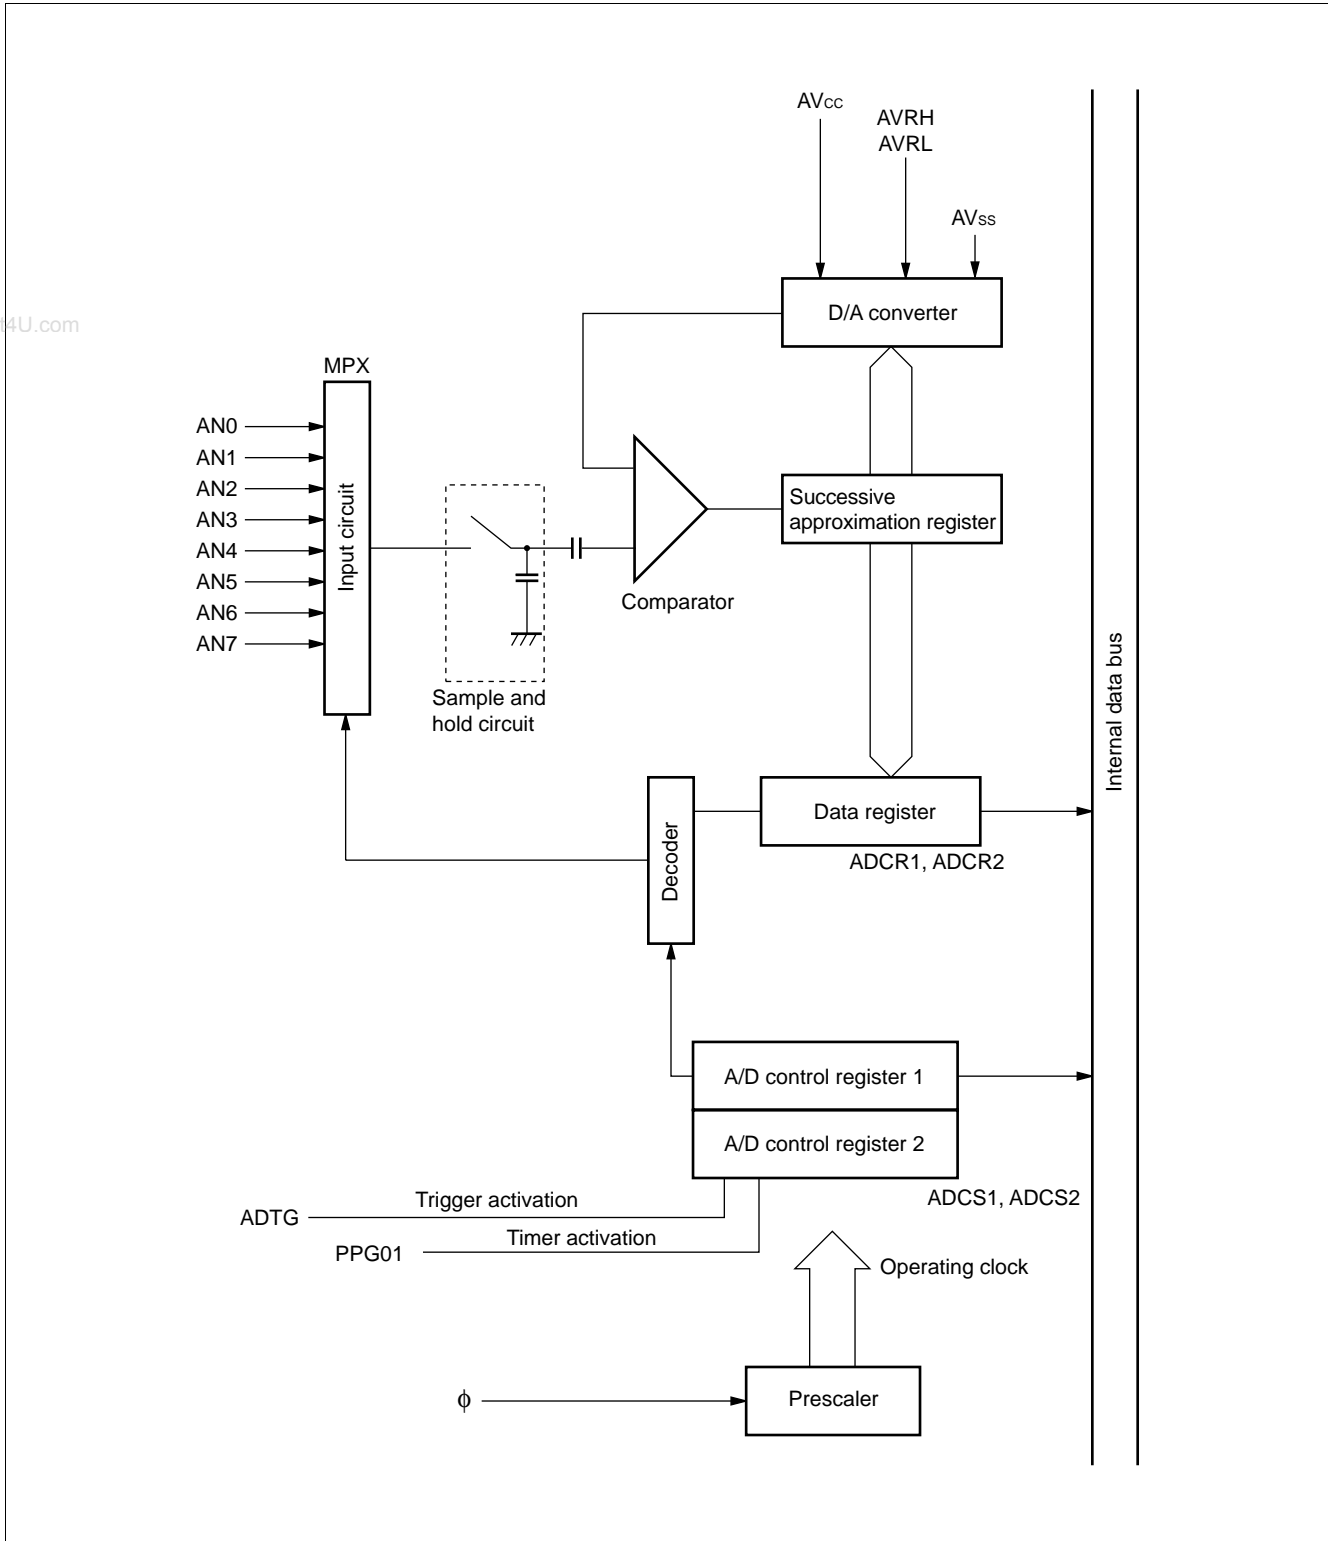 AVCC
AVRH
AVRL
AVSS
D/A converter
t4U.com
MPX
AN0
AN1
AN2
AN3
AN4
AN5
AN6
AN7
Input circuit
Successive
approximation register
Comparator
Sample and
hold circuit
Internal data bus
Data register
ADCR1, ADCR2
Decoder
A/D control register 1
A/D control register 2
ADCS1, ADCS2
Trigger activation
ADTG
Timer activation
PPG01
Operating clock
ϕ
Prescaler